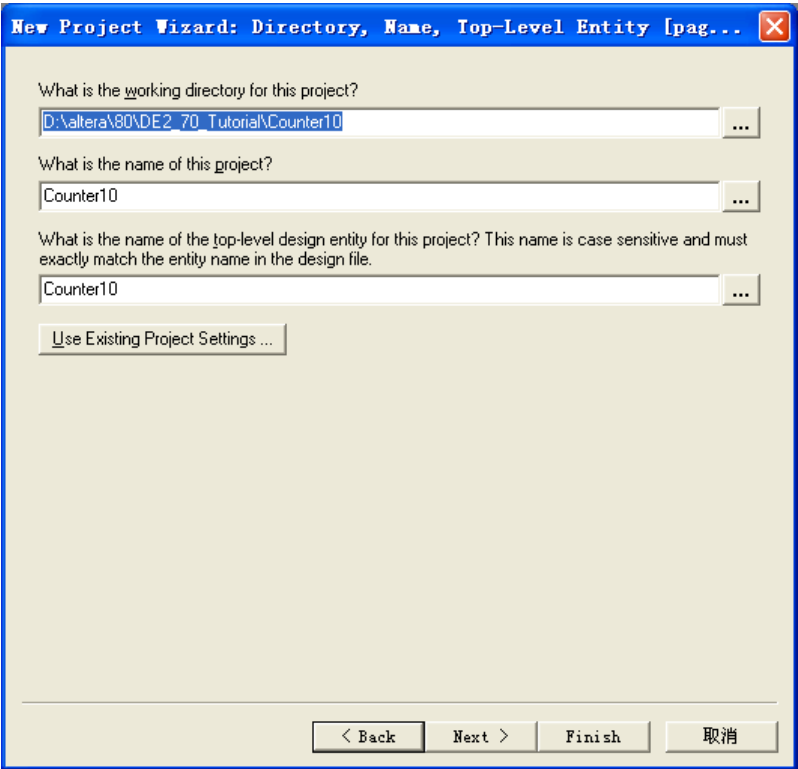 New Project Wizard: Directory, Name, Top-Level Entity [pag...
What is the working directory for this project?
D:\altera\80\DE2_70_Tutorial\Counter10
...
What is the name of this project?
Counter10
...
What is the name of the top-level design entity for this project? This name is case sensitive and must
exactly match the entity name in the design file.
Counter10
...
Use Existing Project Settings ...
< Back
Next >
Finish
取消